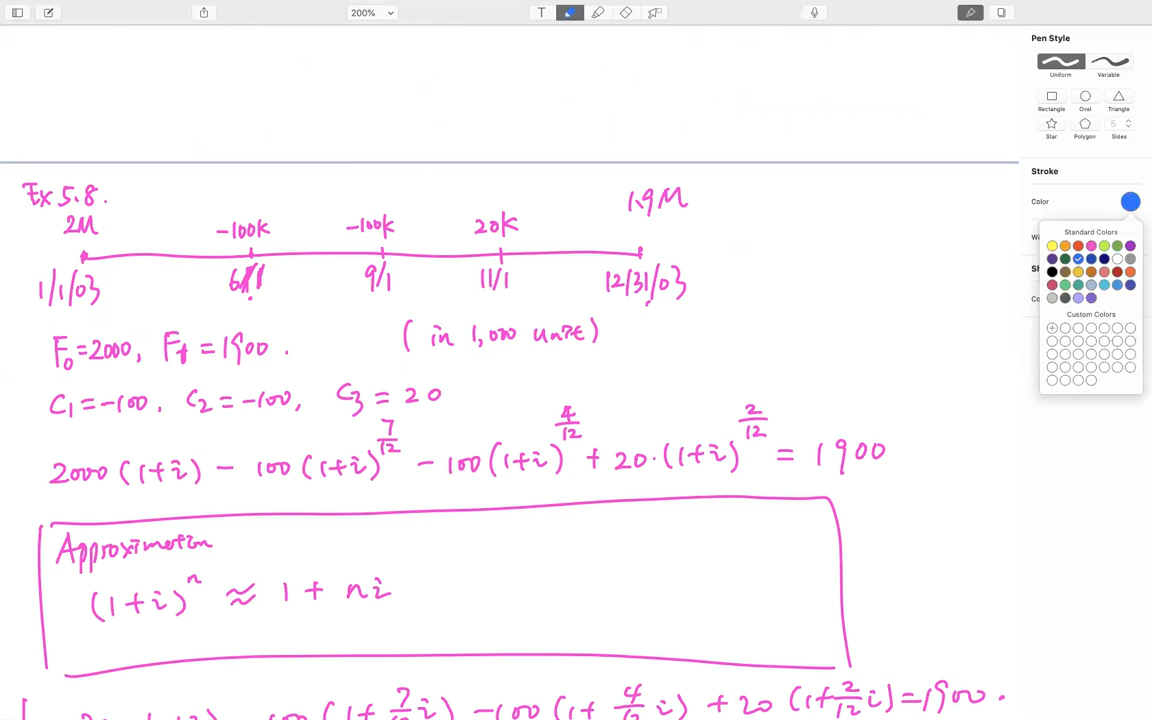 200%
T
Pen Style
Uniform Variable
Rectangle Oval Triangle
5
Star Polygon Sides
Stroke
Color
Standard Colors
Custom Colors
Ex 5.8.
2M -100K -100K 20K 1.9M
1/1/03 6/1 9/1 11/1 12/31/03
F₀=2000, F₁=1900. (in 1,000 units)
C₁=-100, C₂=-100, C₃=20
2000(1+i) - 100(1+i)^{7/12} - 100(1+i)^{4/12} + 20·(1+i)^{2/12} = 1900
Approximation
(1+i)^n ≈ 1+ni
-100(1+4/12 i) +20(1+2/12 i)=1900.